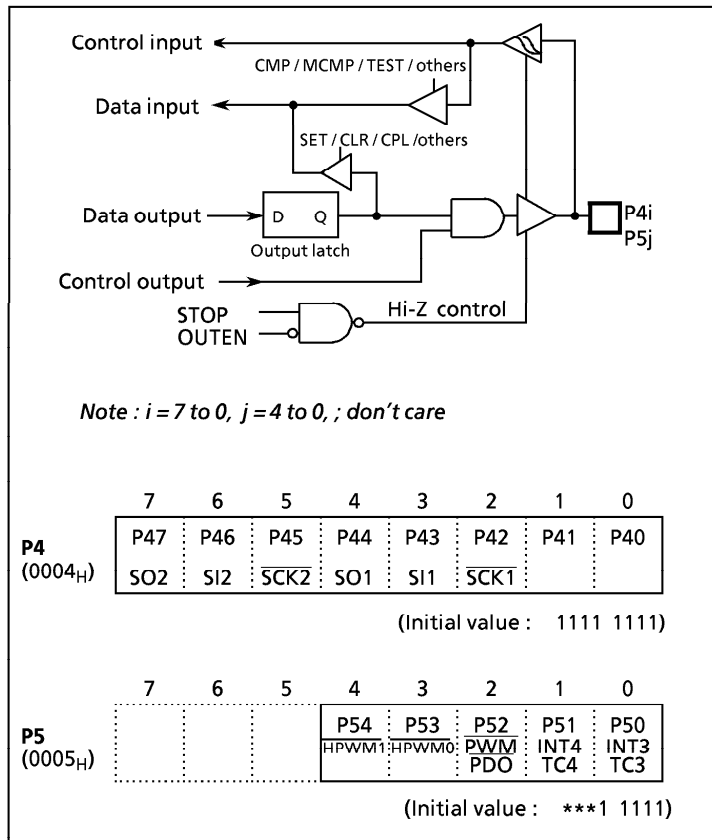 Control input
CMP / MCMP / TEST / others
Data input
SET / CLR / CPL /others
Data output
D Q
P4i
P5j
Output latch
Control output
STOP
Hi-Z control
OUTEN
Note : i = 7 to 0, j = 4 to 0, ; don't care
7 6 5 4 3 2 1 0
P4
(0004H)
P47 P46 P45 P44 P43 P42 P41 P40
SO2 SI2 SCK2 SO1 SI1 SCK1
(Initial value : 1111 1111)
7 6 5 4 3 2 1 0
P5
(0005H)
P54 P53 P52 P51 P50
HPWM1 HPWM0 PWM INT4 INT3
PDO TC4 TC3
(Initial value : ***1 1111)